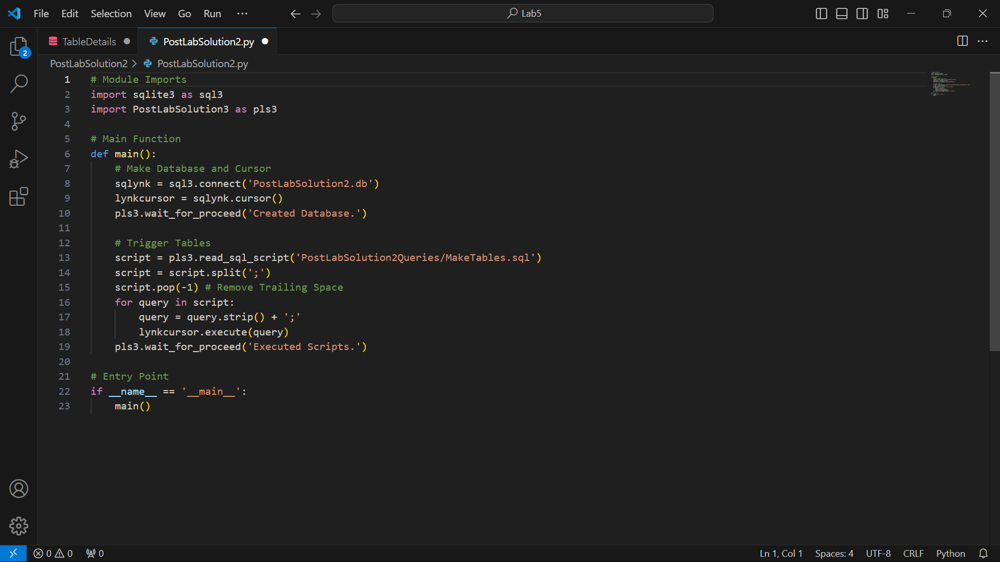 File Edit Selection View Go Run ··· Lab5
2
TableDetails PostLabSolution2.py
PostLabSolution2 > PostLabSolution2.py
1 # Module Imports
2 import sqlite3 as sql3
3 import PostLabSolution3 as pls3
4
5 # Main Function
6 def main():
7     # Make Database and Cursor
8     sqlynk = sql3.connect('PostLabSolution2.db')
9     lynkcursor = sqlynk.cursor()
10     pls3.wait_for_proceed('Created Database.')
11
12     # Trigger Tables
13     script = pls3.read_sql_script('PostLabSolution2Queries/MakeTables.sql')
14     script = script.split(';')
15     script.pop(-1) # Remove Trailing Space
16     for query in script:
17         query = query.strip() + ';'
18         lynkcursor.execute(query)
19     pls3.wait_for_proceed('Executed Scripts.')
20
21 # Entry Point
22 if __name__ == '__main__':
23     main()
0 0 0 Ln 1, Col 1 Spaces: 4 UTF-8 CRLF Python